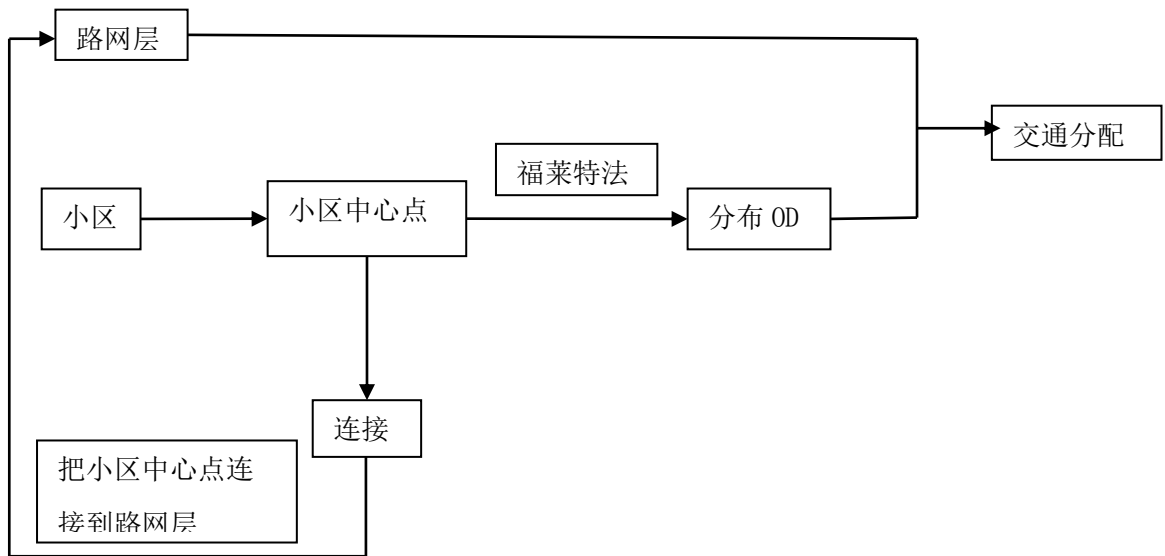 路网层
交通分配
福莱特法
小区
小区中心点
分布 OD
连接
把小区中心点连
接到路网层